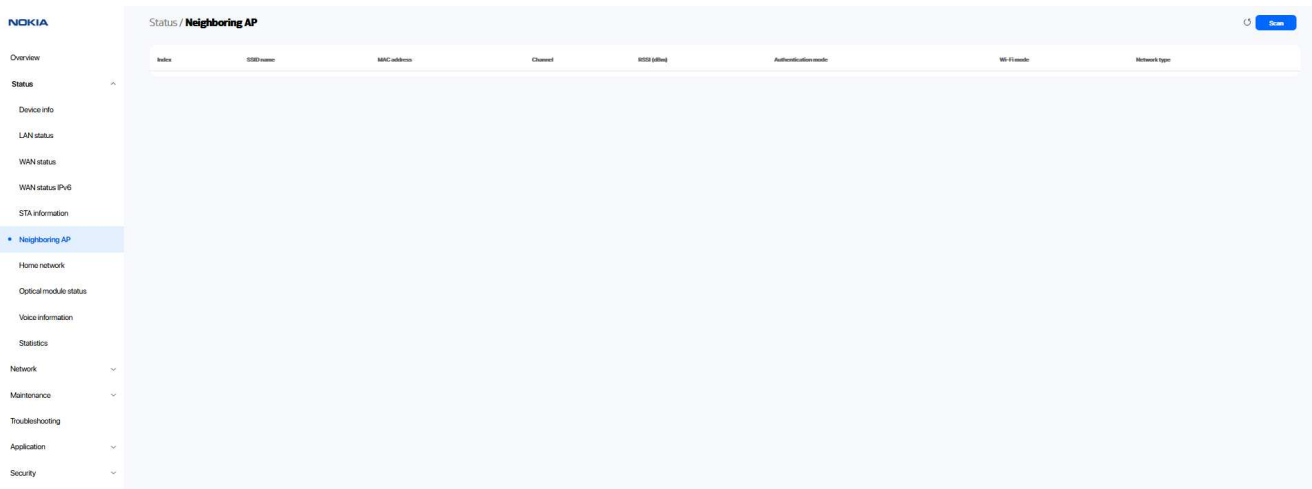 NOKIA
Status / Neighboring AP
Scan
Overview
Index SSID name MAC address Channel RSSI (dBm) Authentication mode Wi-Fi mode Network type
Status
Device info
LAN status
WAN status
WAN status IPv6
STA information
Neighboring AP
Home network
Optical module status
Voice information
Statistics
Network
Maintenance
Troubleshooting
Application
Security